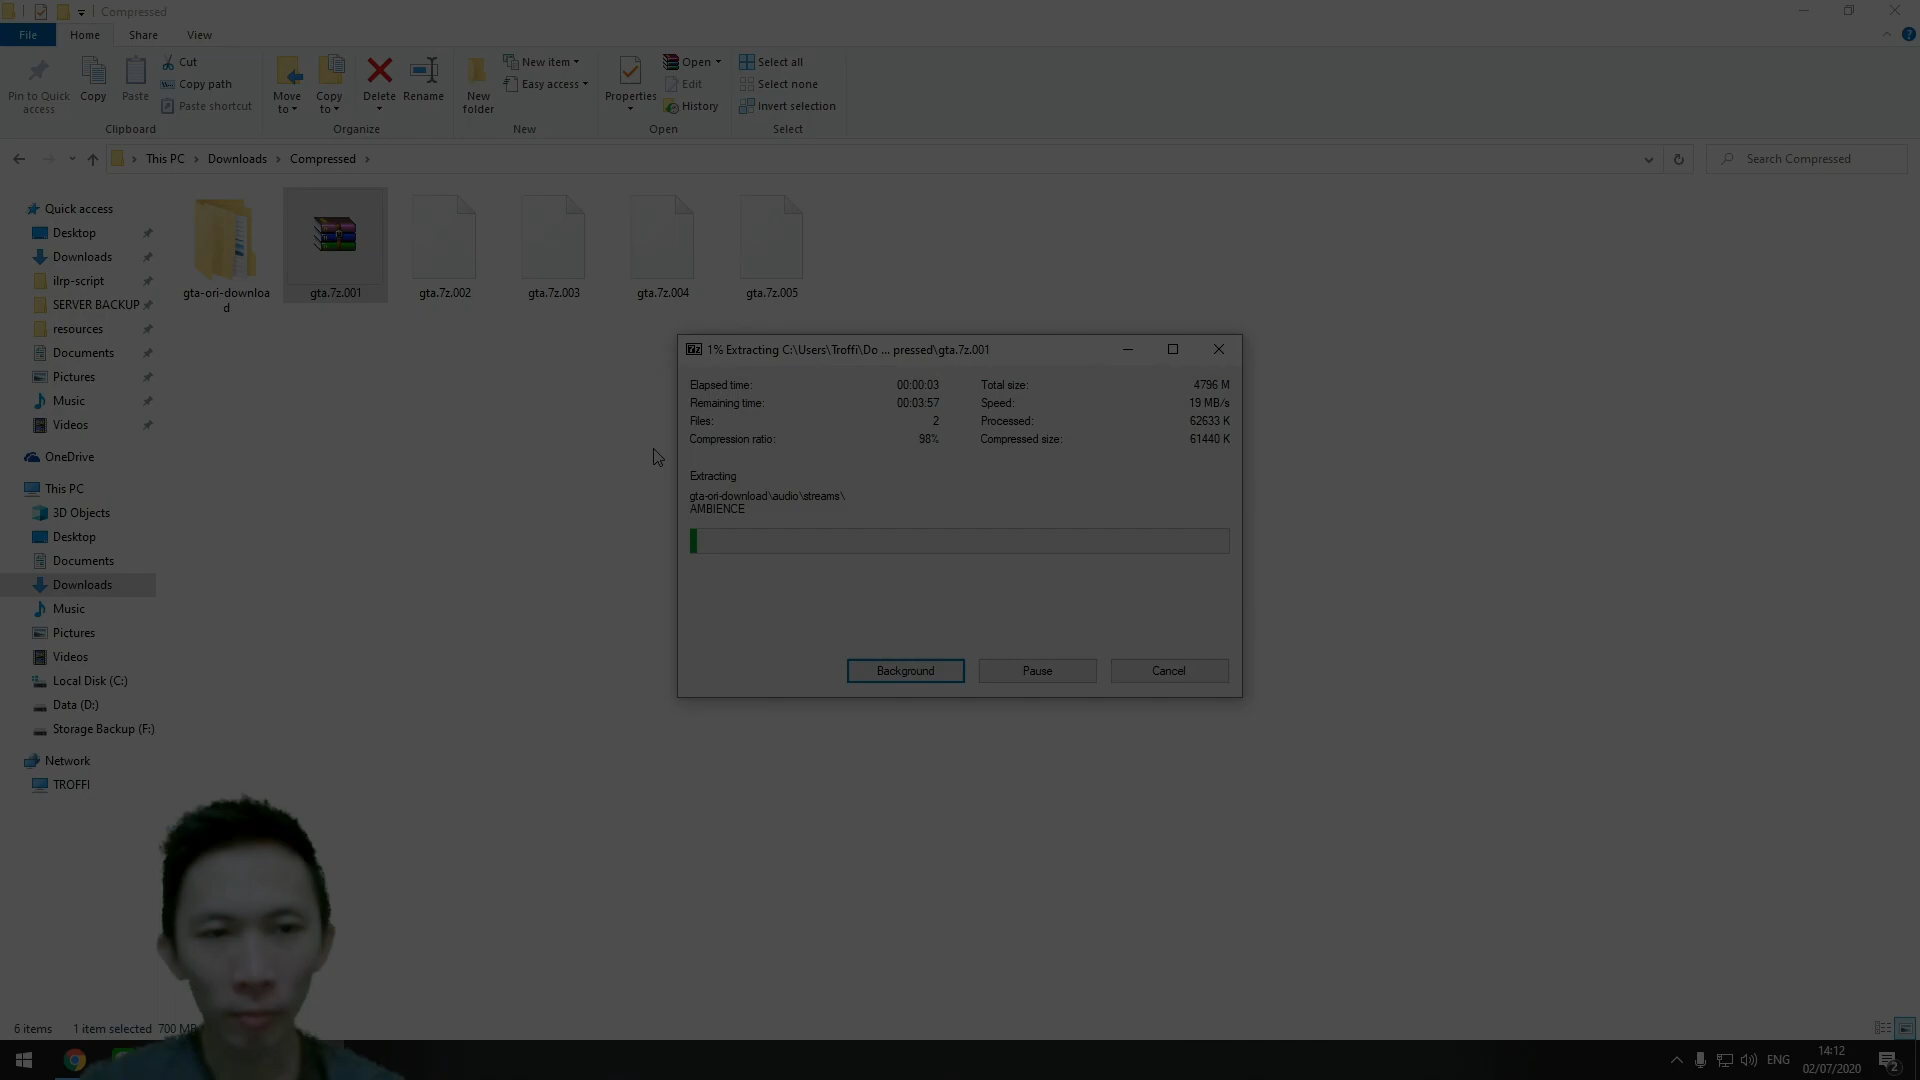 Compressed
File
Home
Share
View
Pin to Quick
access
Copy
Paste
Cut
Copy path
Paste shortcut
Clipboard
Move
to
Copy
to
Delete
Rename
Organize
New
folder
New item
Easy access
New
Properties
Open
Edit
History
Open
Select all
Select none
Invert selection
Select
This PC
Downloads
Compressed
Search Compressed
Quick access
Desktop
Downloads
ilrp-script
SERVER BACKUP
resources
Documents
Pictures
Music
Videos
OneDrive
This PC
3D Objects
Desktop
Documents
Downloads
Music
Pictures
Videos
Local Disk (C:)
Data (D:)
Storage Backup (F:)
Network
TROFFI
gta-ori-downloa
d
gta.7z.001
gta.7z.002
gta.7z.003
gta.7z.004
gta.7z.005
7z
1% Extracting C:\Users\Troffi\Do ... pressed\gta.7z.001
Elapsed time: 00:00:03
Total size: 4796 M
Remaining time: 00:03:57
Speed: 19 MB/s
Files: 2
Processed: 62633 K
Compression ratio: 98%
Compressed size: 61440 K
Extracting
gta-ori-download\audio\streams\
AMBIENCE
Background
Pause
Cancel
6 items
1 item selected
700 MB
ENG
14:12
02/07/2020
2